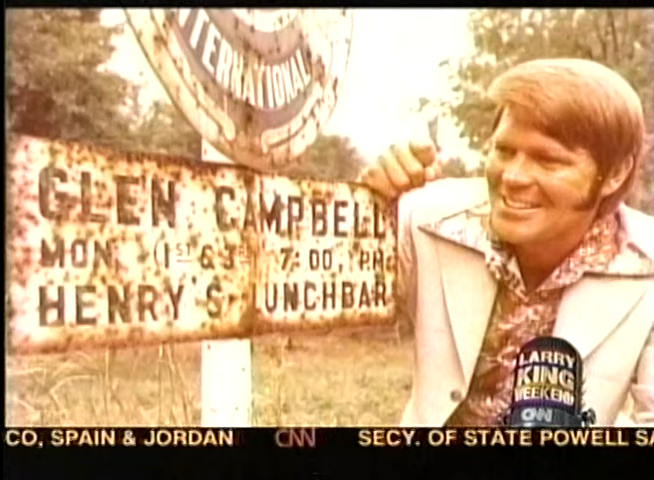 INTERNATIONAL
GLEN CAMPBELL
MON. (1ST & 3RD) 7:00, P.M.
HENRY'S LUNCHBAR
LARRY
KING
WEEKEND
CNN
CO, SPAIN & JORDAN CNN SECY. OF STATE POWELL SA